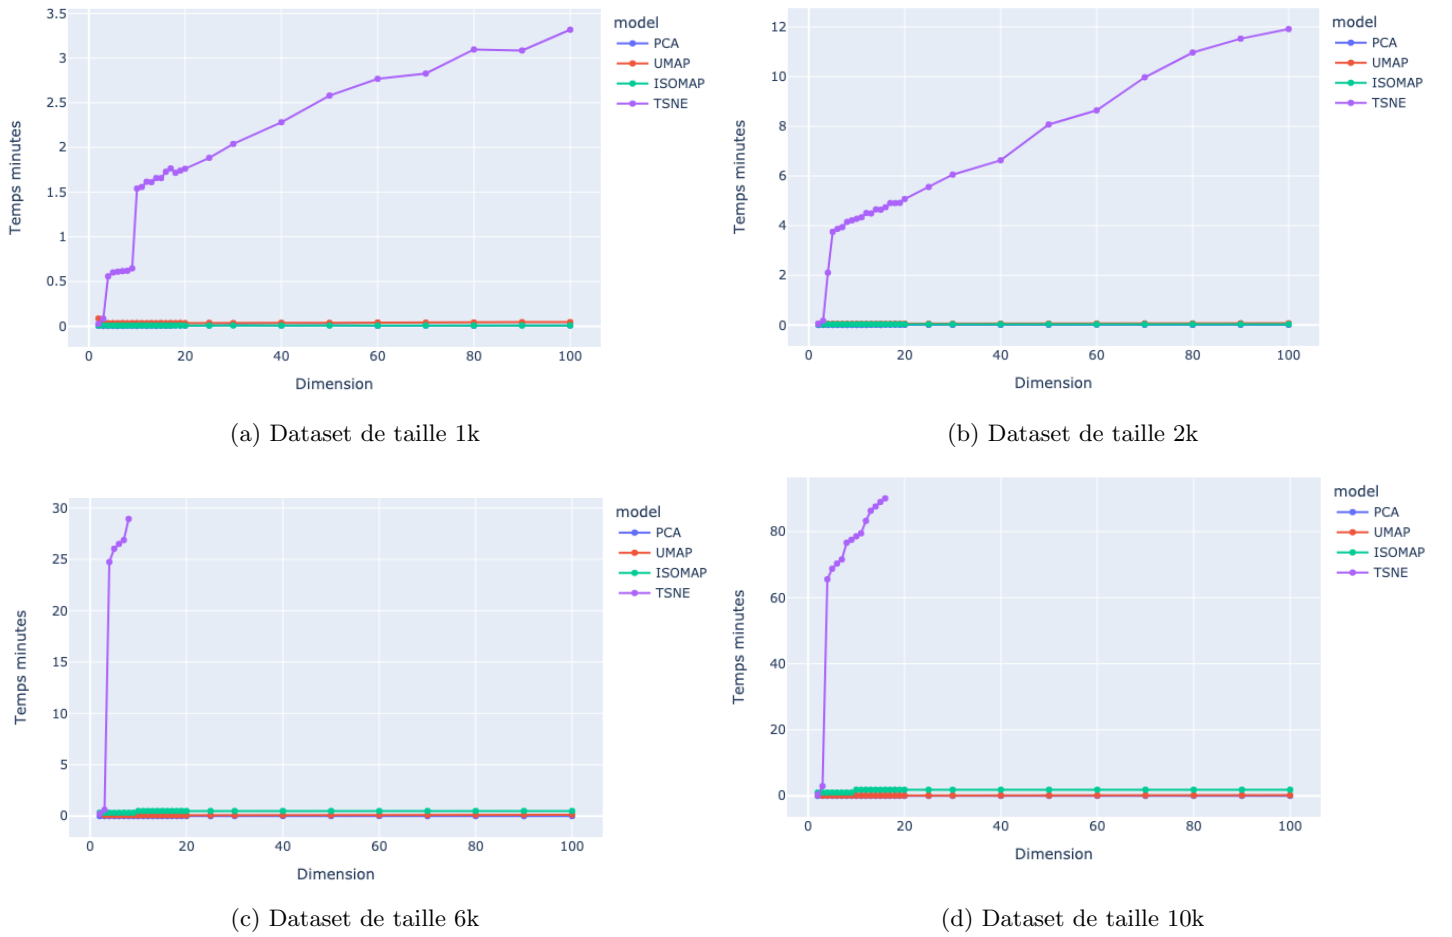 3.5
3
2.5
2
1.5
1
0.5
0
Temps minutes
0 20 40 60 80 100
Dimension
model
PCA
UMAP
ISOMAP
TSNE
(a) Dataset de taille 1k
12
10
8
6
4
2
0
Temps minutes
0 20 40 60 80 100
Dimension
model
PCA
UMAP
ISOMAP
TSNE
(b) Dataset de taille 2k
30
25
20
15
10
5
0
Temps minutes
0 20 40 60 80 100
Dimension
model
PCA
UMAP
ISOMAP
TSNE
(c) Dataset de taille 6k
80
60
40
20
0
Temps minutes
0 20 40 60 80 100
Dimension
model
PCA
UMAP
ISOMAP
TSNE
(d) Dataset de taille 10k